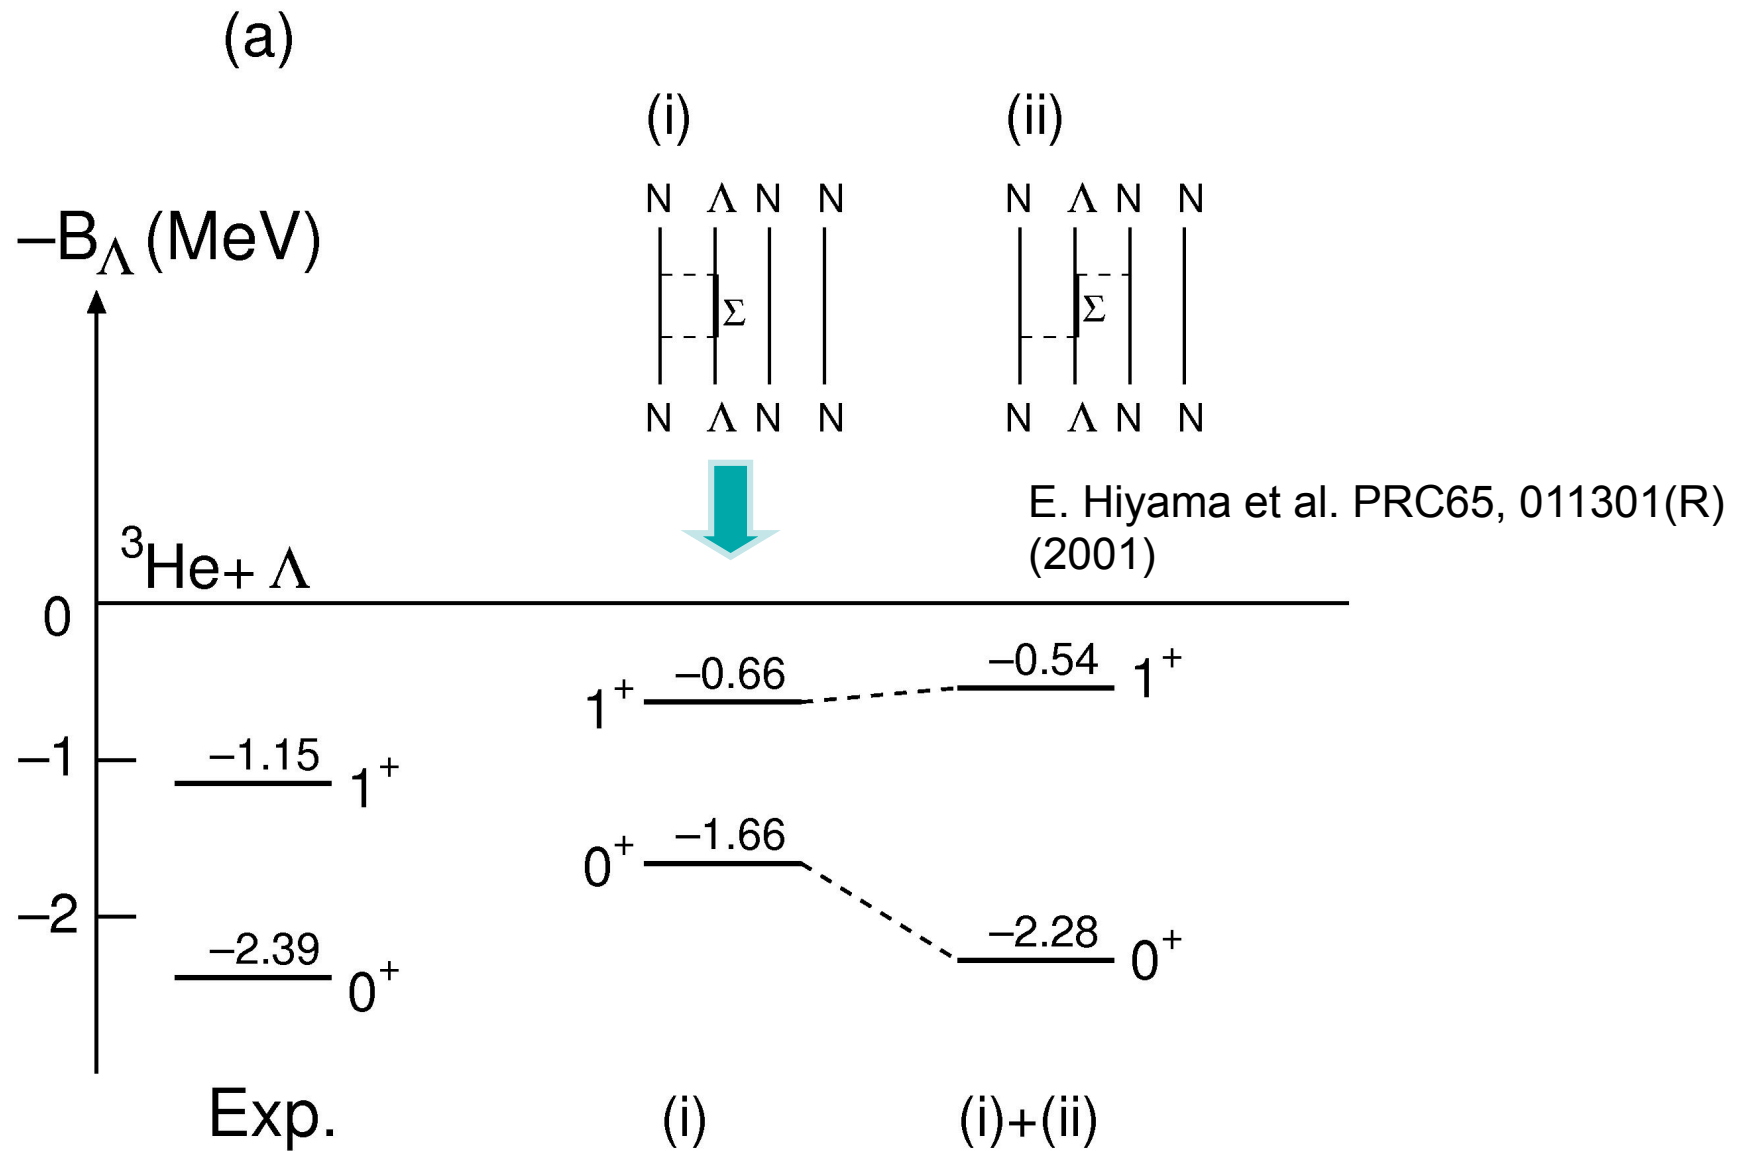 (a)
(i) (ii)
N Λ N N N Λ N N
–BΛ (MeV)
Σ Σ
N Λ N N N Λ N N
E. Hiyama et al. PRC65, 011301(R)
(2001)
³He+ Λ
0
–0.66 –0.54 1⁺
1⁺
–1 –1.15 1⁺
–1.66
0⁺
–2
–2.39 0⁺ –2.28 0⁺
Exp. (i) (i)+(ii)